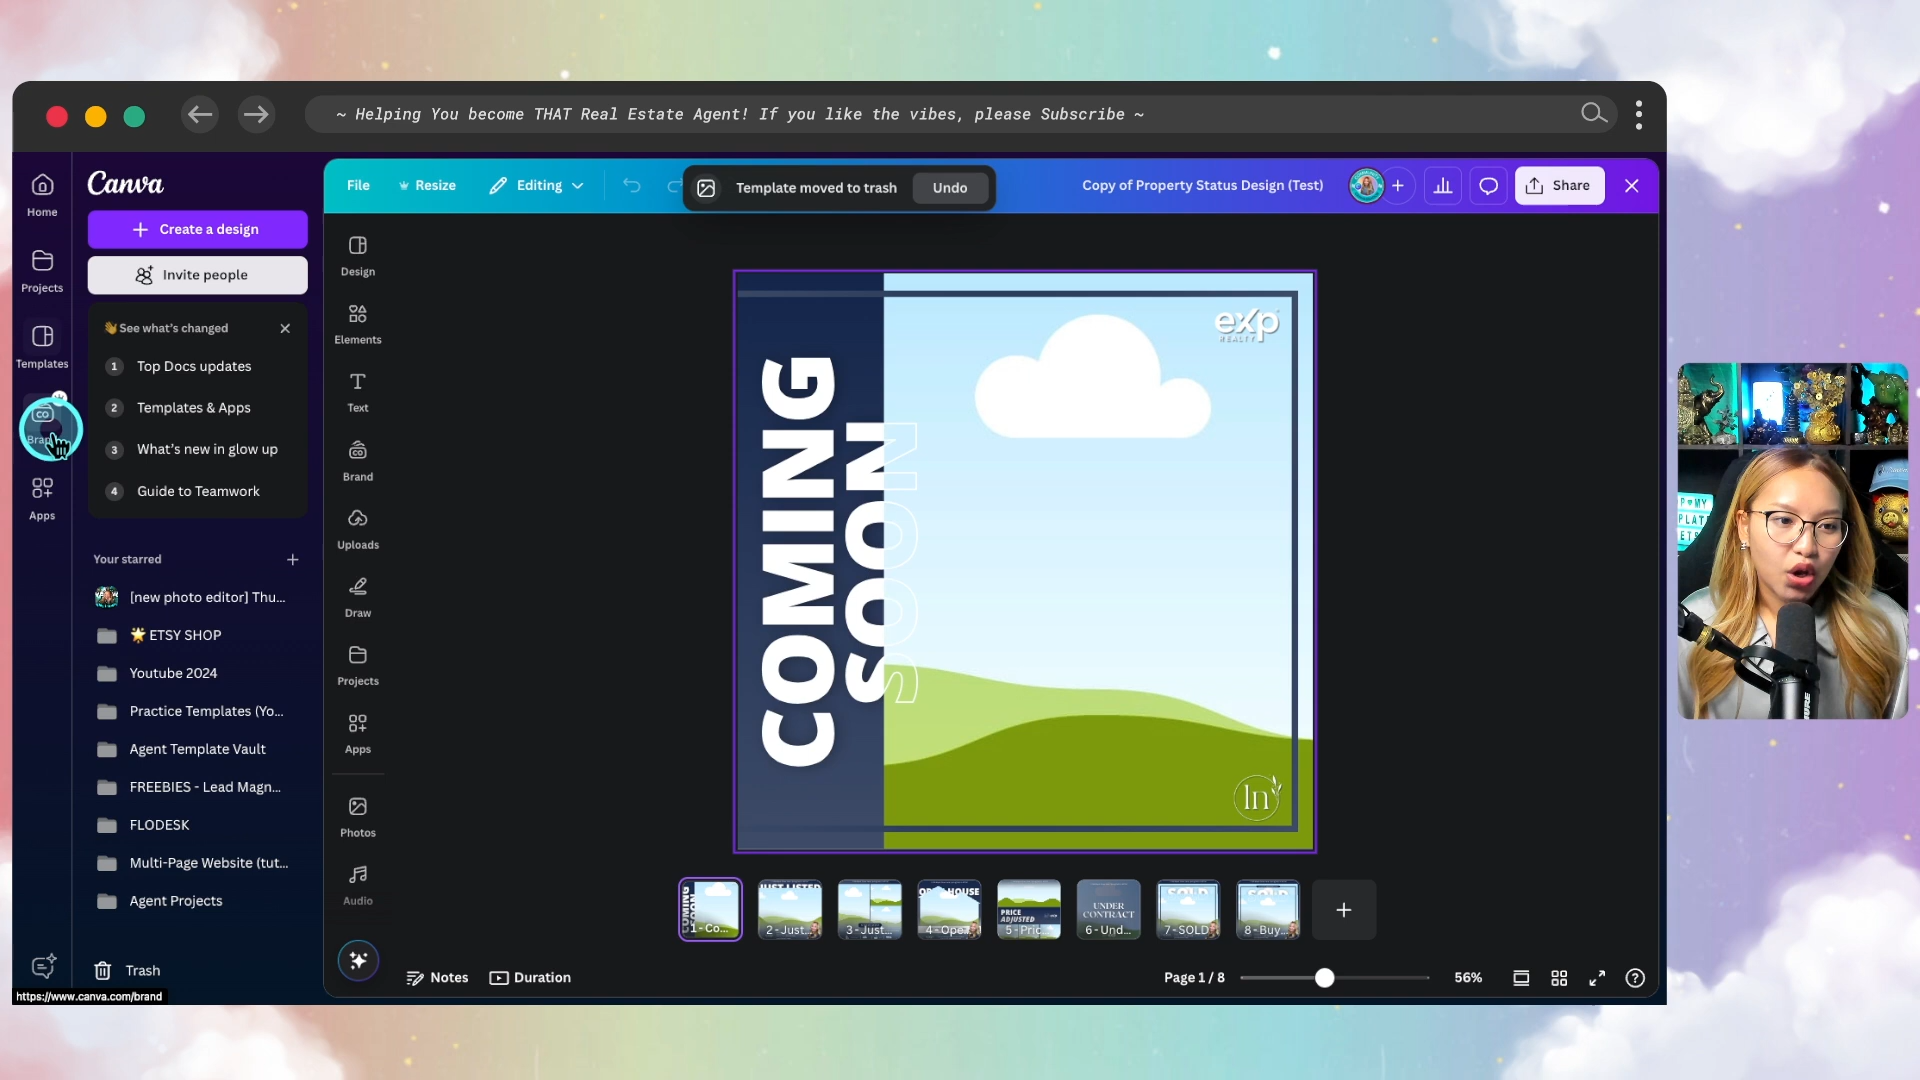 ~ Helping You become THAT Real Estate Agent! If you like the vibes, please Subscribe ~
Home
Projects
Templates
Apps
Canva
Create a design
Invite people
👋See what's changed
1 Top Docs updates
2 Templates & Apps
3 What's new in glow up
4 Guide to Teamwork
Your starred
[new photo editor] Thu...
🌟 ETSY SHOP
Youtube 2024
Practice Templates (Yo...
Agent Template Vault
FREEBIES - Lead Magn...
FLODESK
Multi-Page Website (tut...
Agent Projects
Trash
https://www.canva.com/brand
File
Resize
Editing
Template moved to trash
Undo
Copy of Property Status Design (Test)
Share
Design
Elements
Text
Brand
Uploads
Draw
Projects
Apps
Photos
Audio
COMING
SOON
exp
REALTY
ln
1 - Co...
2 - Just...
3 - Just...
4 - Ope...
PRICE
ADJUSTED
5 - Pric...
UNDER
CONTRACT
6 - Und...
7 - SOLD
8 - Buy...
Notes
Duration
Page 1 / 8
56%